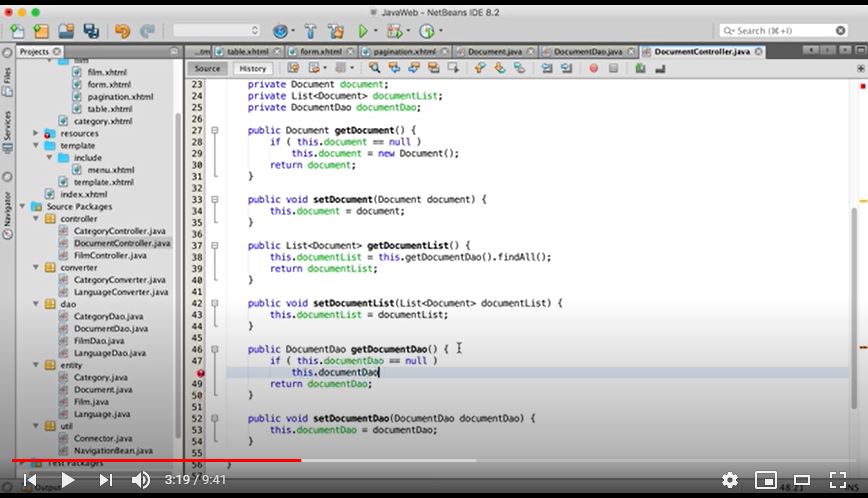 JavaWeb - NetBeans IDE 8.2
Search (⌘+I)
Projects
...tm table.xhtml form.xhtml pagination.xhtml Document.java DocumentDao.java DocumentController.java
Source History
Files
Services
Navigator
film
film.xhtml
form.xhtml
pagination.xhtml
table.xhtml
category.xhtml
resources
template
include
menu.xhtml
template.xhtml
index.xhtml
Source Packages
controller
CategoryController.java
DocumentController.java
FilmController.java
converter
CategoryConverter.java
LanguageConverter.java
dao
CategoryDao.java
DocumentDao.java
FilmDao.java
LanguageDao.java
entity
Category.java
Document.java
Film.java
Language.java
util
Connector.java
NavigationBean.java
Test Packages
23 private Document document;
24 private List<Document> documentList;
25 private DocumentDao documentDao;
26
27 public Document getDocument() {
28 if ( this.document == null )
29 this.document = new Document();
30 return document;
31 }
32
33 public void setDocument(Document document) {
34 this.document = document;
35 }
36
37 public List<Document> getDocumentList() {
38 this.documentList = this.getDocumentDao().findAll();
39 return documentList;
40 }
41
42 public void setDocumentList(List<Document> documentList) {
43 this.documentList = documentList;
44 }
45
46 public DocumentDao getDocumentDao() {
47 if ( this.documentDao == null )
this.documentDao
49 return documentDao;
50 }
51
52 public void setDocumentDao(DocumentDao documentDao) {
53 this.documentDao = documentDao;
54 }
55
56 }
3:19 / 9:41
Output
48:21
INS